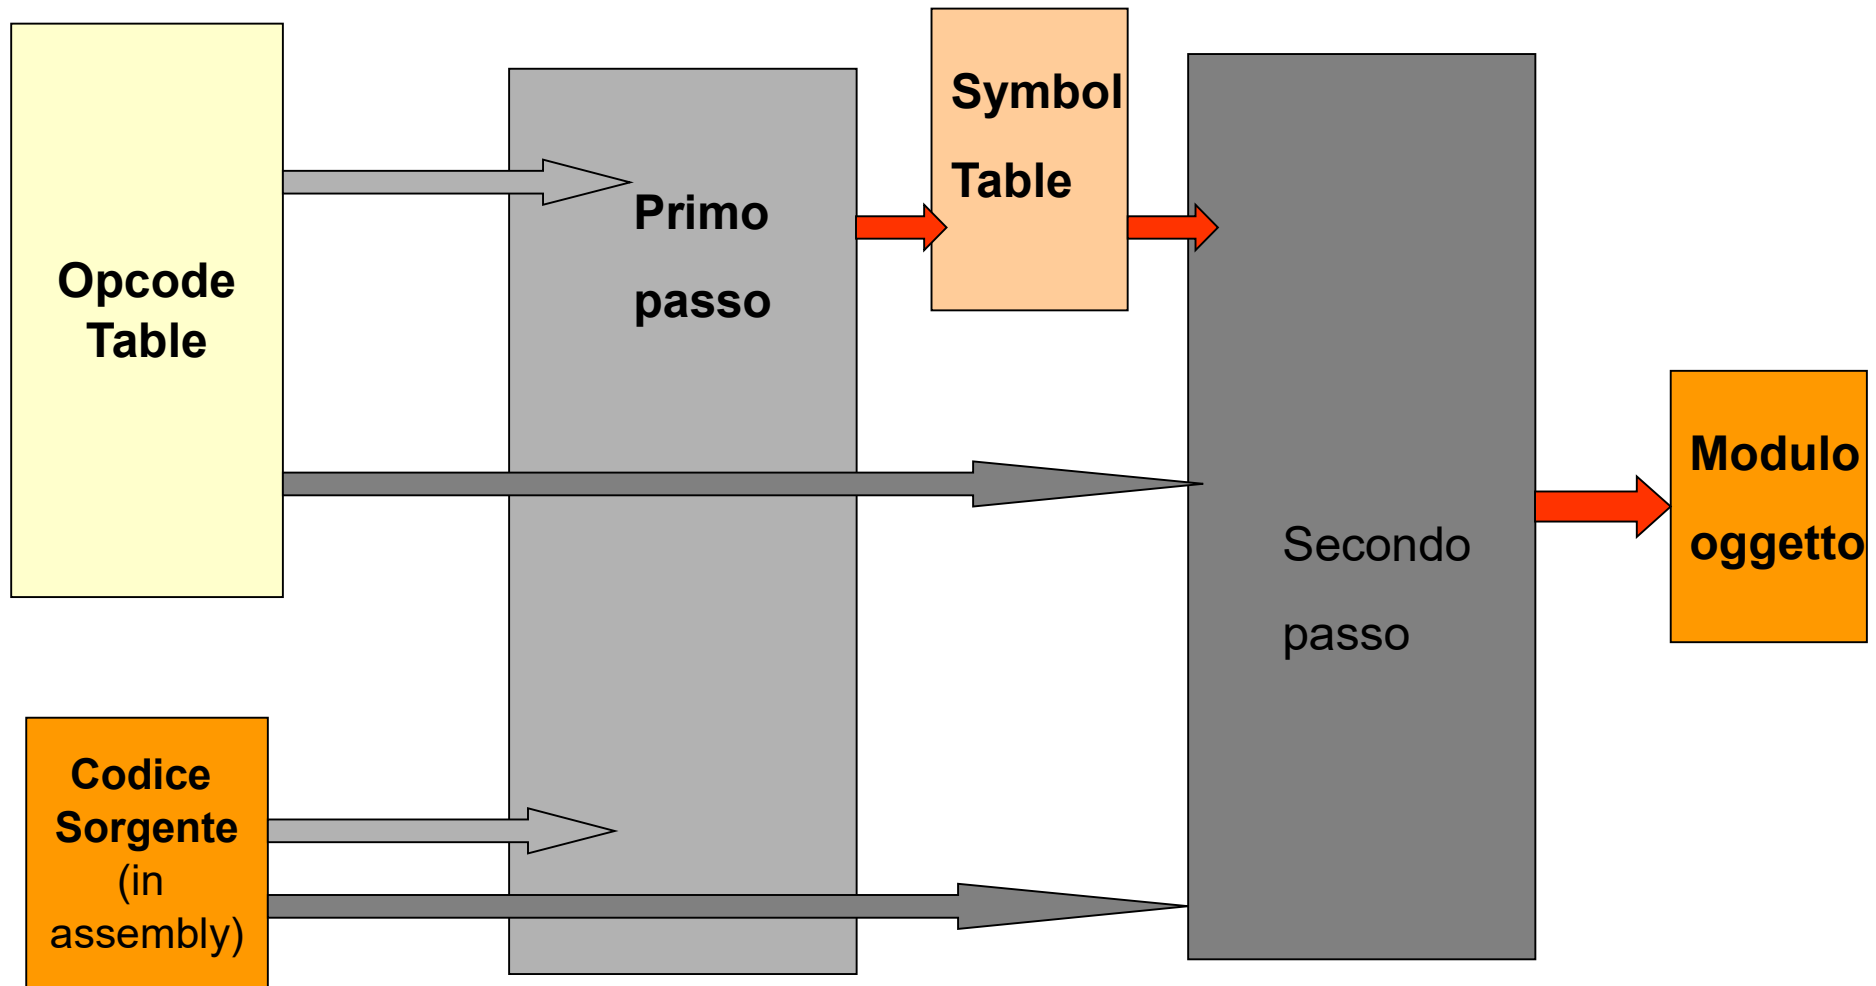 Opcode
Table
Primo
passo
Symbol
Table
Secondo
passo
Modulo
oggetto
Codice
Sorgente
(in
assembly)